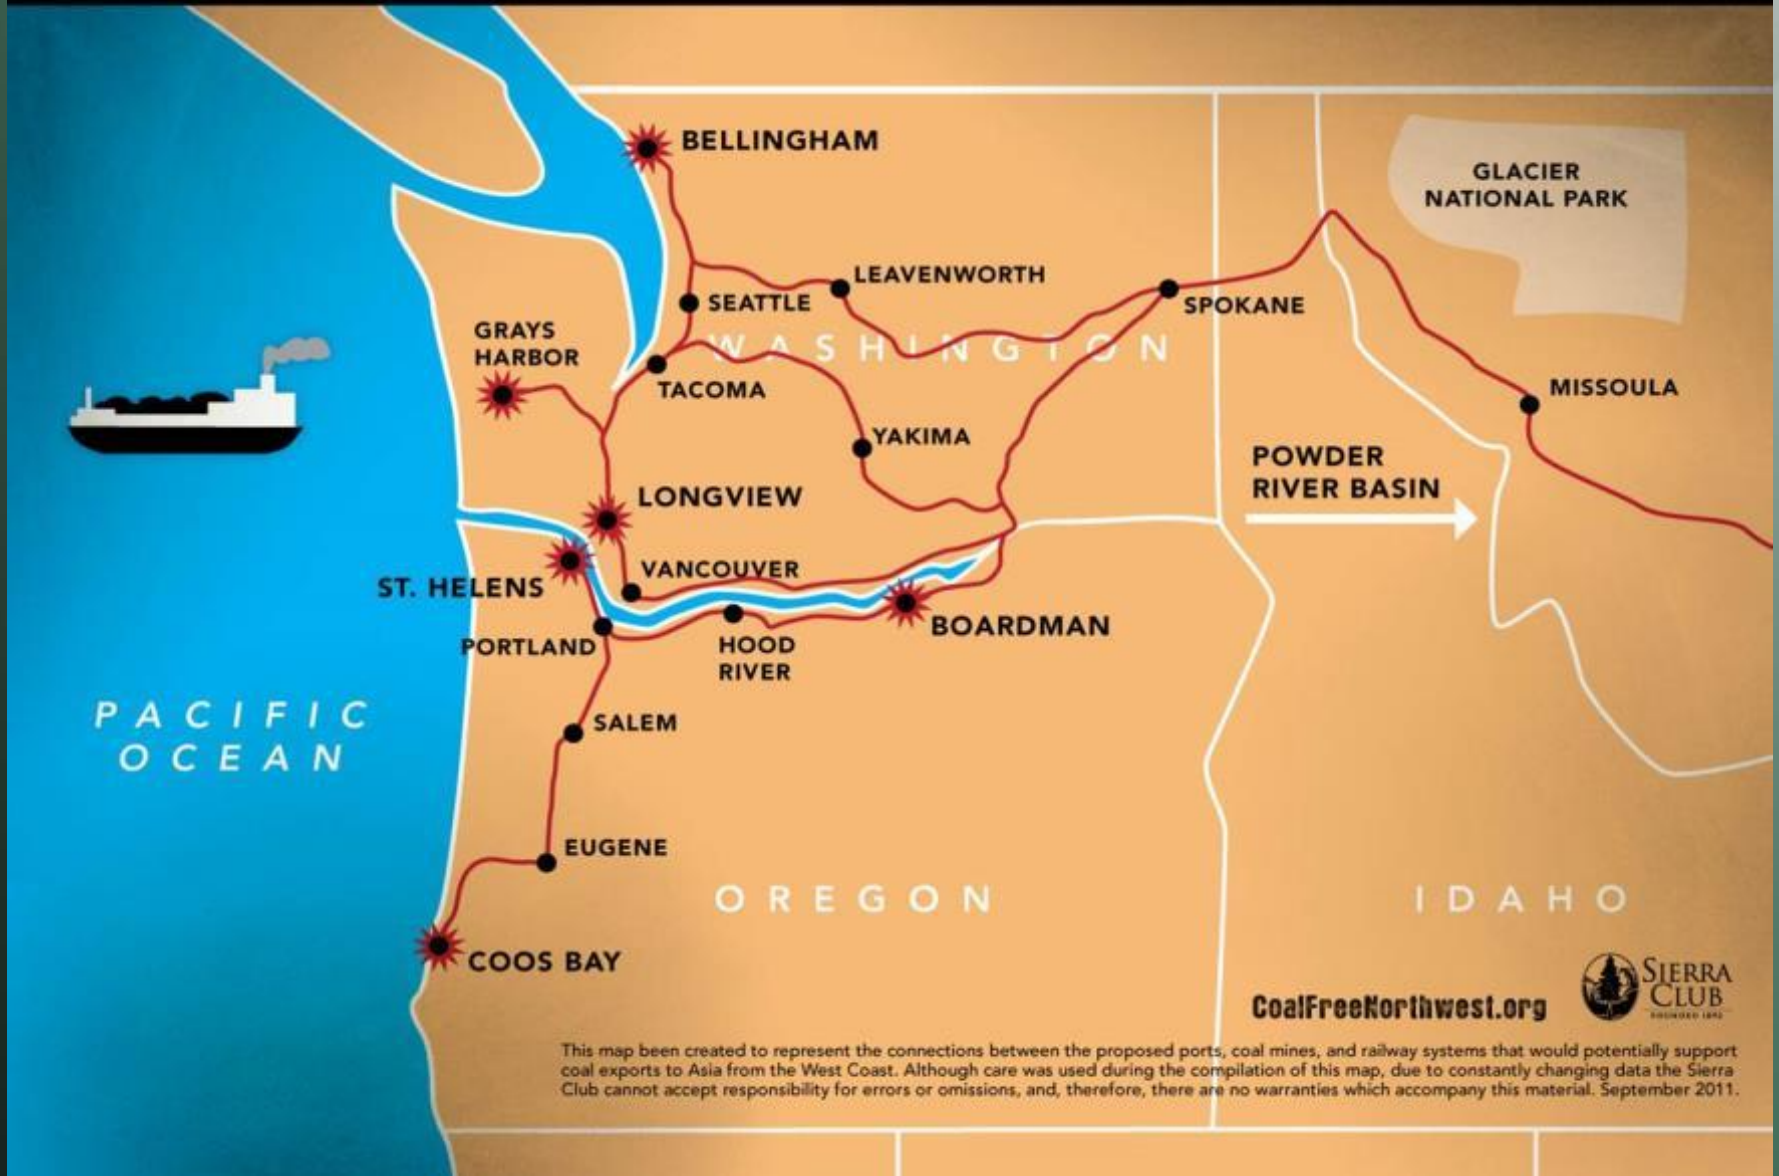 BELLINGHAM
GLACIER
NATIONAL PARK
LEAVENWORTH
SEATTLE
SPOKANE
GRAYS
HARBOR
WASHINGTON
TACOMA
MISSOULA
YAKIMA
POWDER
RIVER BASIN
LONGVIEW
VANCOUVER
ST. HELENS
BOARDMAN
PORTLAND
HOOD
RIVER
PACIFIC
OCEAN
SALEM
EUGENE
OREGON
IDAHO
COOS BAY
SIERRA
CLUB
FOUNDED 1892
CoalFreeNorthwest.org
This map been created to represent the connections between the proposed ports, coal mines, and railway systems that would potentially support
coal exports to Asia from the West Coast. Although care was used during the compilation of this map, due to constantly changing data the Sierra
Club cannot accept responsibility for errors or omissions, and, therefore, there are no warranties which accompany this material. September 2011.